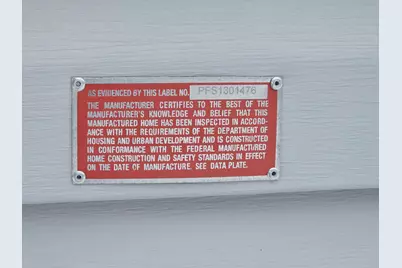 AS EVIDENCED BY THIS LABEL NO. PFS1301476
THE MANUFACTURER CERTIFIES TO THE BEST OF THE
MANUFACTURER'S KNOWLEDGE AND BELIEF THAT THIS
MANUFACTURED HOME HAS BEEN INSPECTED IN ACCORD-
ANCE WITH THE REQUIREMENTS OF THE DEPARTMENT OF
HOUSING AND URBAN DEVELOPMENT AND IS CONSTRUCTED
IN CONFORMANCE WITH THE FEDERAL MANUFACTURED
HOME CONSTRUCTION AND SAFETY STANDARDS IN EFFECT
ON THE DATE OF MANUFACTURE. SEE DATA PLATE.